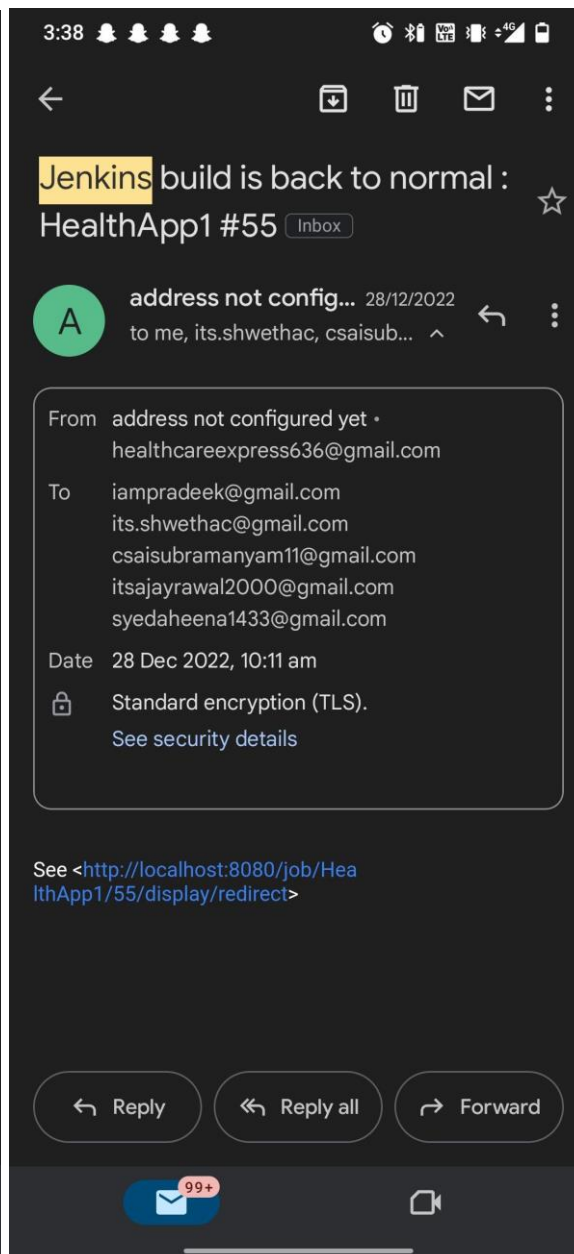 3:38
Vo) LTE 4G
Jenkins build is back to normal :
HealthApp1 #55 Inbox
A
address not config... 28/12/2022
to me, its.shwethac, csaisub...
From address not configured yet •
healthcareexpress636@gmail.com
To iampradeek@gmail.com
its.shwethac@gmail.com
csaisubramanyam11@gmail.com
itsajayrawal2000@gmail.com
syedaheena1433@gmail.com
Date 28 Dec 2022, 10:11 am
Standard encryption (TLS).
See security details
See <http://localhost:8080/job/Hea
lthApp1/55/display/redirect>
Reply Reply all Forward
99+